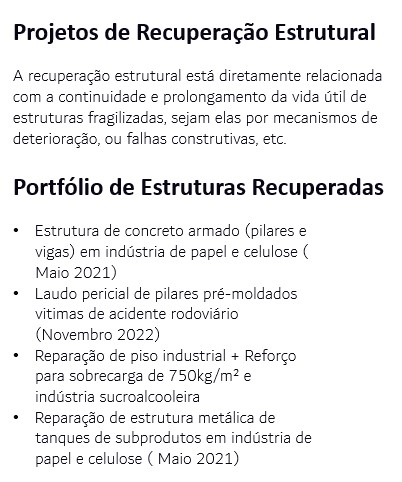 Projetos de Recuperação Estrutural
A recuperação estrutural está diretamente relacionada
com a continuidade e prolongamento da vida útil de
estruturas fragilizadas, sejam elas por mecanismos de
deterioração, ou falhas construtivas, etc.
Portfólio de Estruturas Recuperadas
• Estrutura de concreto armado (pilares e
vigas) em indústria de papel e celulose (
Maio 2021)
• Laudo pericial de pilares pré-moldados
vitimas de acidente rodoviário
(Novembro 2022)
• Reparação de piso industrial + Reforço
para sobrecarga de 750kg/m² e
indústria sucroalcooleira
• Reparação de estrutura metálica de
tanques de subprodutos em indústria de
papel e celulose ( Maio 2021)